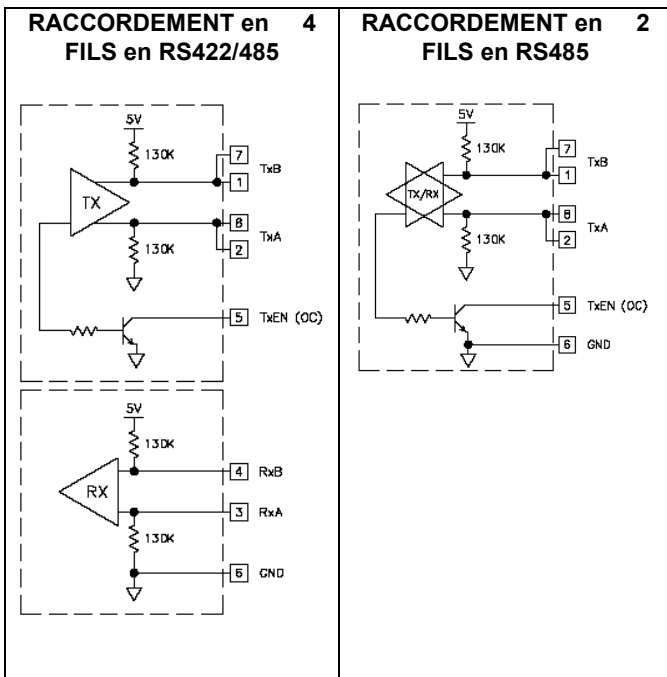 RACCORDEMENT en 4
FILS en RS422/485
5V
130K
7
TxB
1
TX
8
TxA
130K
2
5 TxEN (OC)
5V
130K
4 RxB
RX
3 RxA
130K
6 GND
RACCORDEMENT en 2
FILS en RS485
5V
130K
7
TxB
1
TX/RX
8
TxA
130K
2
5 TxEN (OC)
6 GND